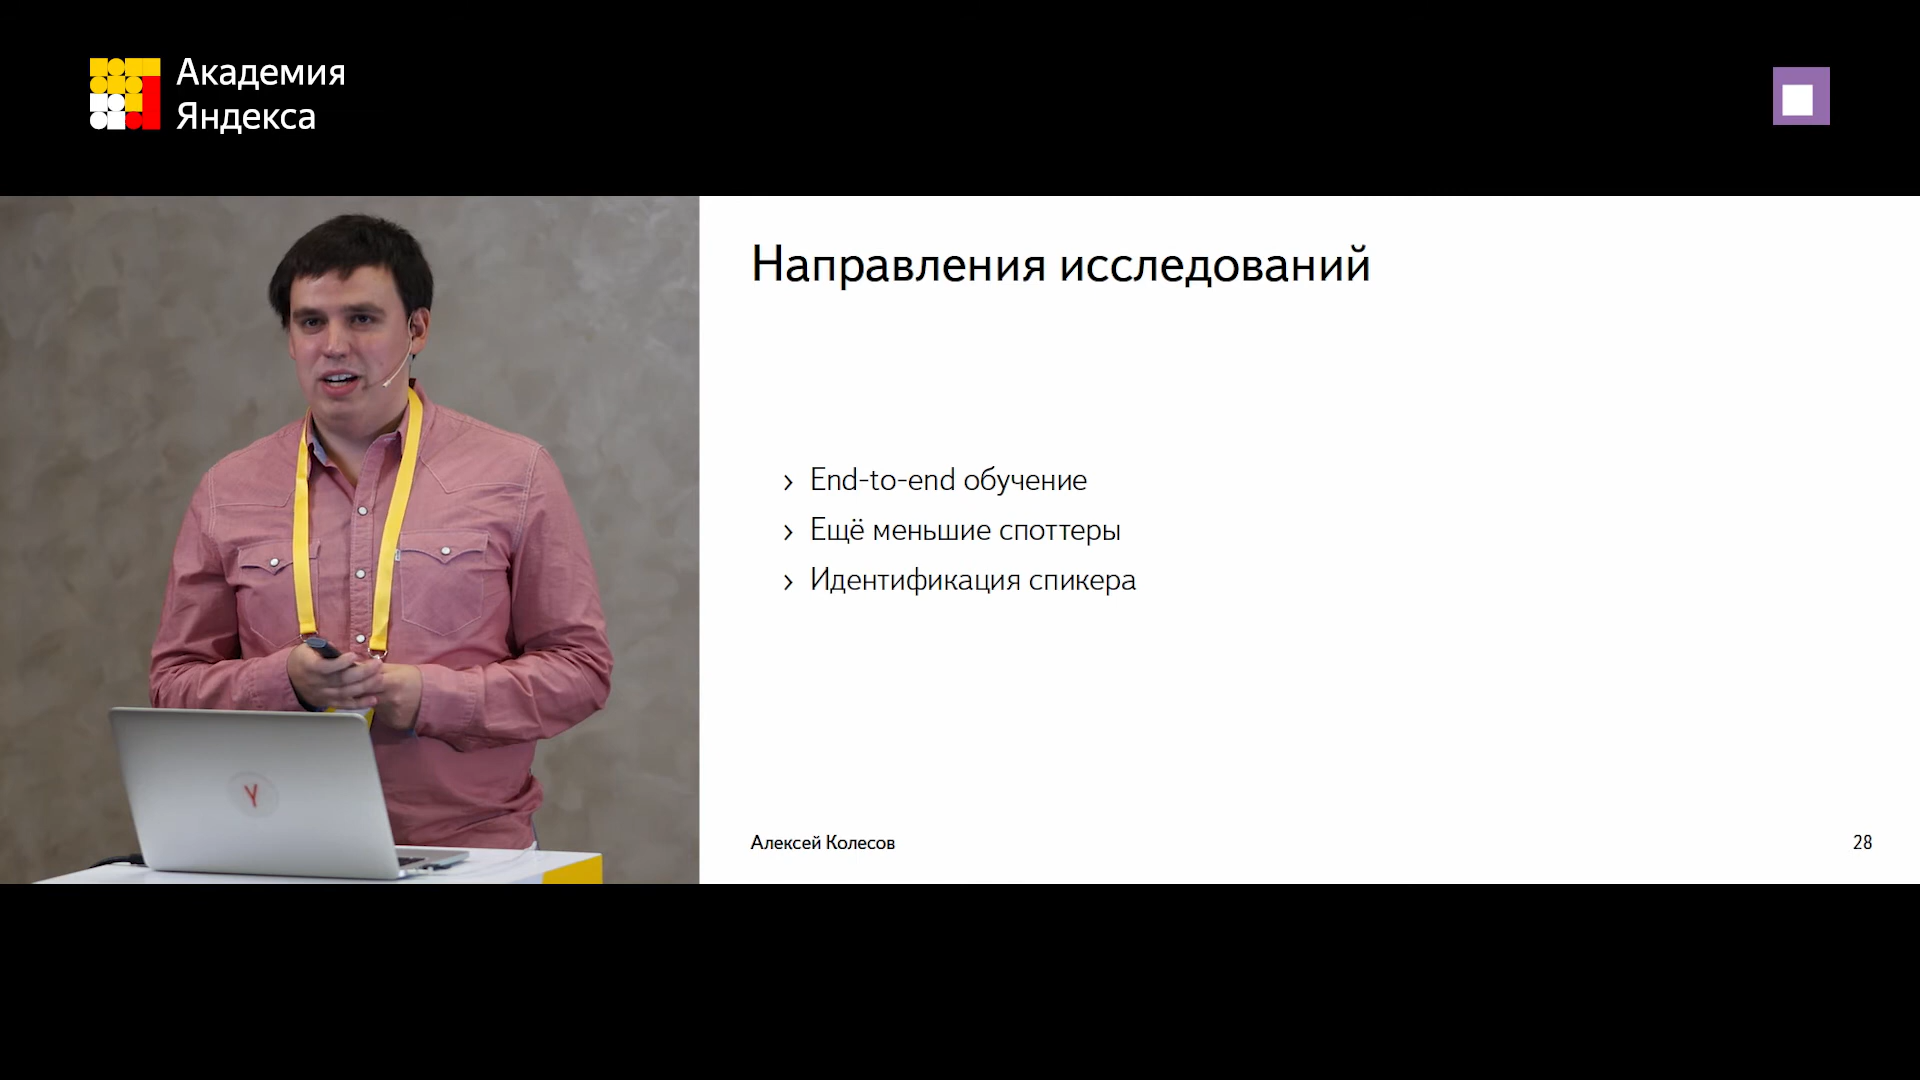 Академия
Яндекса
Направления исследований
› End-to-end обучение
› Ещё меньшие споттеры
› Идентификация спикера
Алексей Колесов
28
Y